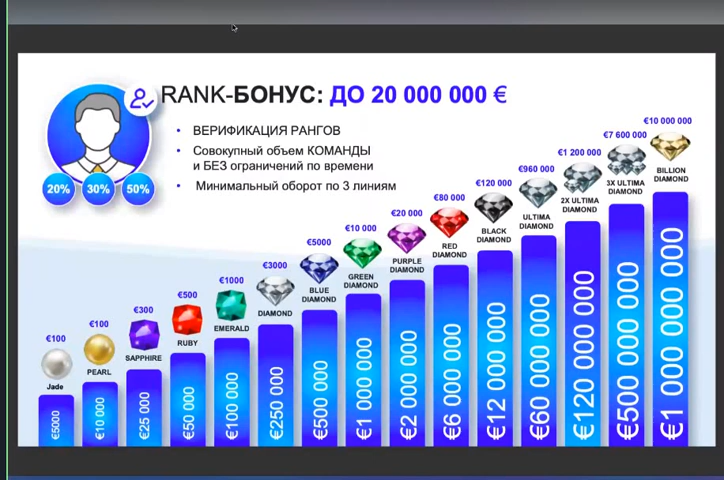 RANK-БОНУС: ДО 20 000 000 €
• ВЕРИФИКАЦИЯ РАНГОВ
• Совокупный объем КОМАНДЫ
и БЕЗ ограничений по времени
• Минимальный оборот по 3 линиям
20%
30%
50%
€100
Jade
€5000
€100
PEARL
€10 000
€300
SAPPHIRE
€25 000
€500
RUBY
€50 000
€1000
EMERALD
€100 000
€3000
DIAMOND
€250 000
€5000
BLUE
DIAMOND
€500 000
€10 000
GREEN
DIAMOND
€1 000 000
€20 000
PURPLE
DIAMOND
€2 000 000
€80 000
RED
DIAMOND
€6 000 000
€120 000
BLACK
DIAMOND
€12 000 000
€960 000
ULTIMA
DIAMOND
€60 000 000
€1 200 000
2X ULTIMA
DIAMOND
€120 000 000
€7 600 000
3X ULTIMA
DIAMOND
€500 000 000
€10 000 000
BILLION
DIAMOND
€1 000 000 000